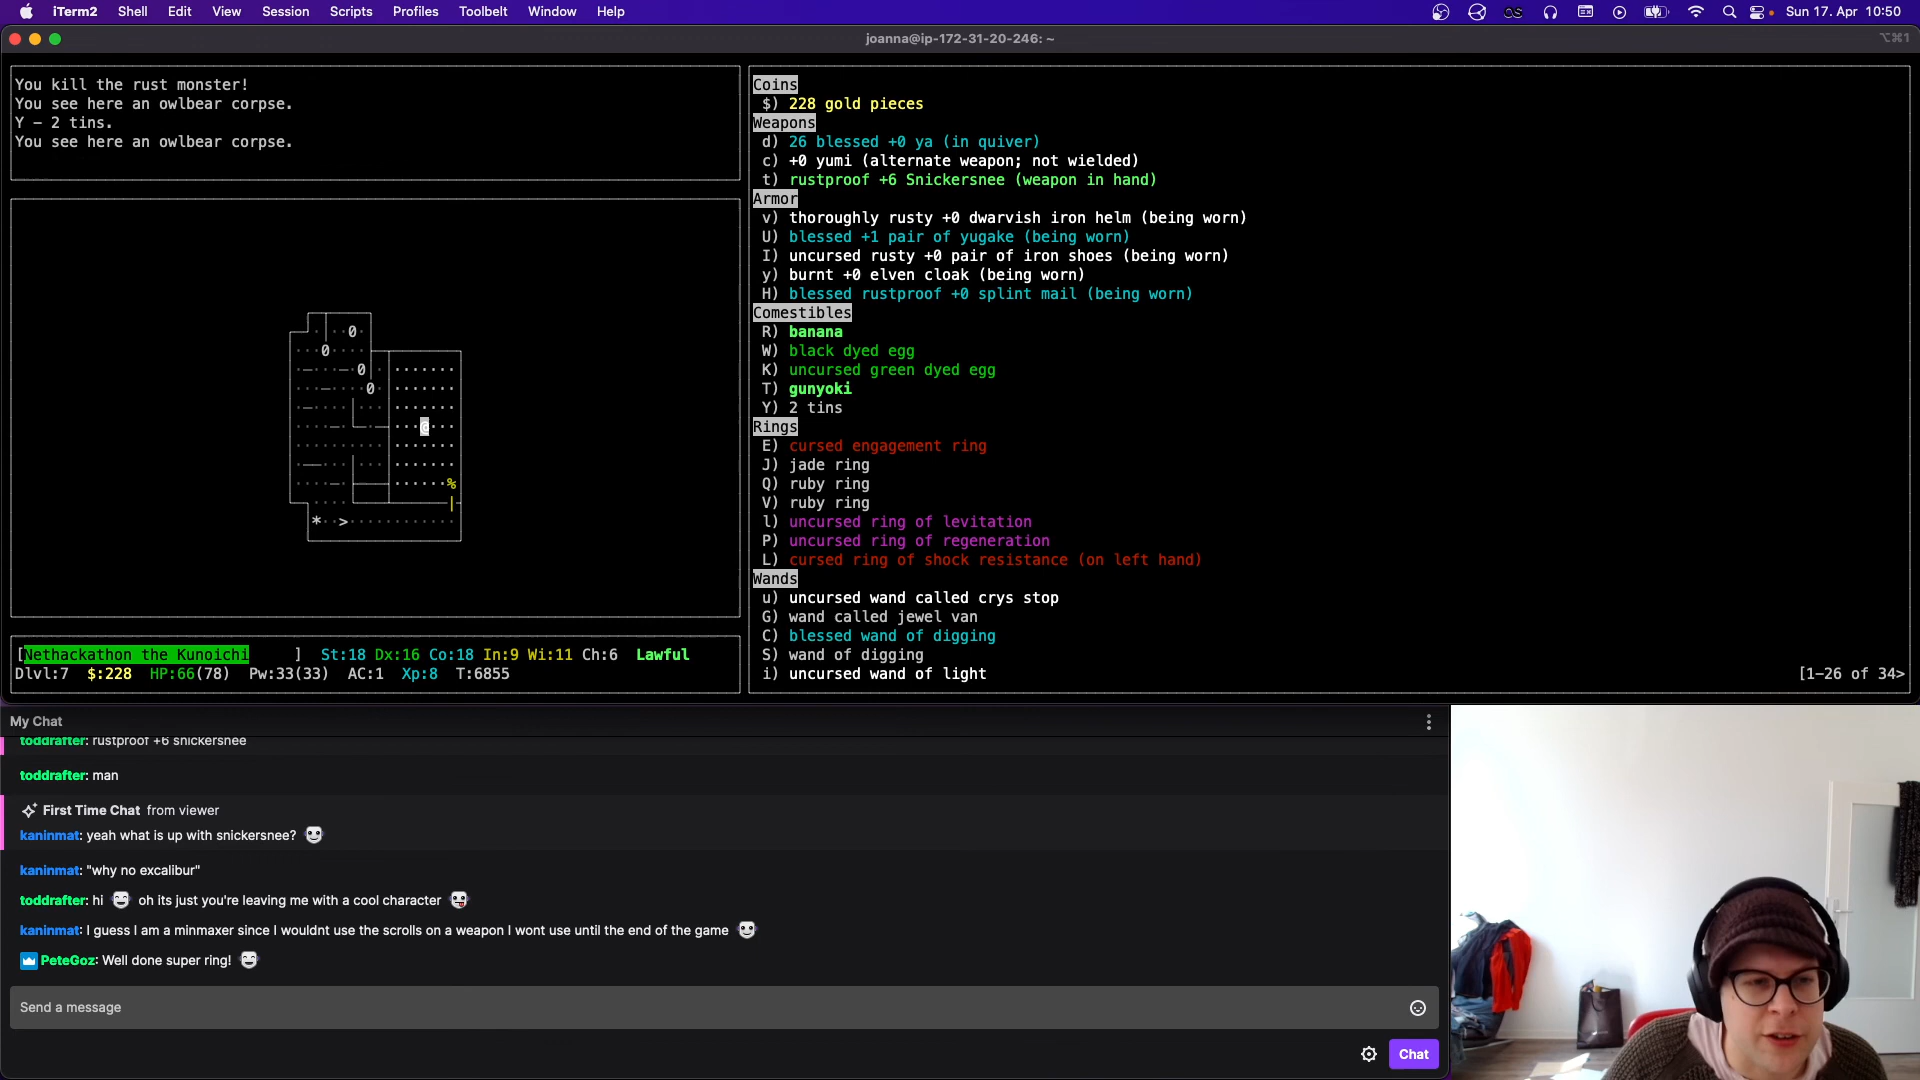 iTerm2 Shell Edit View Session Scripts Profiles Toolbelt Window Help Sun 17. Apr 10:50
joanna@ip-172-31-20-246: ~ ⌥⌘1
You kill the rust monster!
You see here an owlbear corpse.
Y - 2 tins.
You see here an owlbear corpse.
[Nethackathon the Kunoichi ] St:18 Dx:16 Co:18 In:9 Wi:11 Ch:6 Lawful
Dlvl:7 $:228 HP:66(78) Pw:33(33) AC:1 Xp:8 T:6855
Coins
$) 228 gold pieces
Weapons
d) 26 blessed +0 ya (in quiver)
c) +0 yumi (alternate weapon; not wielded)
t) rustproof +6 Snickersnee (weapon in hand)
Armor
v) thoroughly rusty +0 dwarvish iron helm (being worn)
U) blessed +1 pair of yugake (being worn)
I) uncursed rusty +0 pair of iron shoes (being worn)
y) burnt +0 elven cloak (being worn)
H) blessed rustproof +0 splint mail (being worn)
Comestibles
R) banana
W) black dyed egg
K) uncursed green dyed egg
T) gunyoki
Y) 2 tins
Rings
E) cursed engagement ring
J) jade ring
Q) ruby ring
V) ruby ring
l) uncursed ring of levitation
P) uncursed ring of regeneration
L) cursed ring of shock resistance (on left hand)
Wands
u) uncursed wand called crys stop
G) wand called jewel van
C) blessed wand of digging
S) wand of digging
i) uncursed wand of light
[1-26 of 34>
My Chat
toddrafter: rustproof +6 snickersnee
toddrafter: man
First Time Chat from viewer
kaninmat: yeah what is up with snickersnee?
kaninmat: "why no excalibur"
toddrafter: hi oh its just you're leaving me with a cool character
kaninmat: I guess I am a minmaxer since I wouldnt use the scrolls on a weapon I wont use until the end of the game
PeteGoz: Well done super ring!
Send a message
Chat